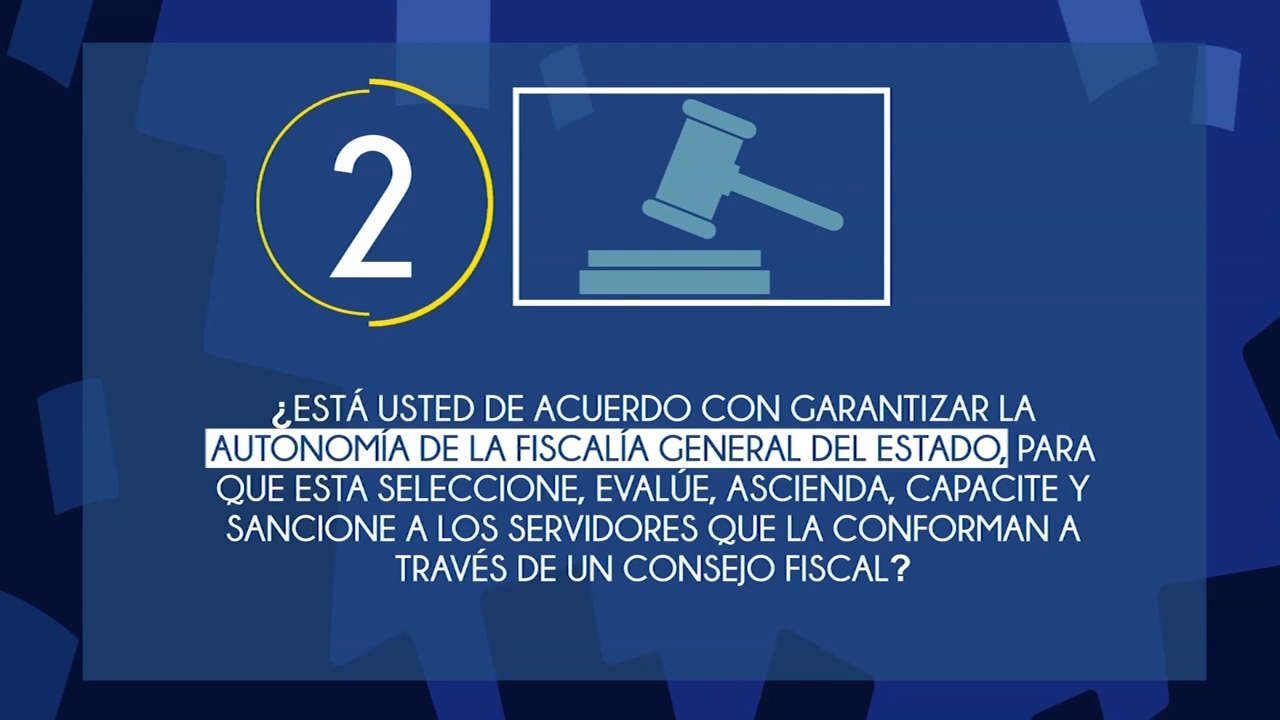 2
¿ESTÁ USTED DE ACUERDO CON GARANTIZAR LA
AUTONOMÍA DE LA FISCALÍA GENERAL DEL ESTADO, PARA
QUE ESTA SELECCIONE, EVALÚE, ASCIENDA, CAPACITE Y
SANCIONE A LOS SERVIDORES QUE LA CONFORMAN A
TRAVÉS DE UN CONSEJO FISCAL?